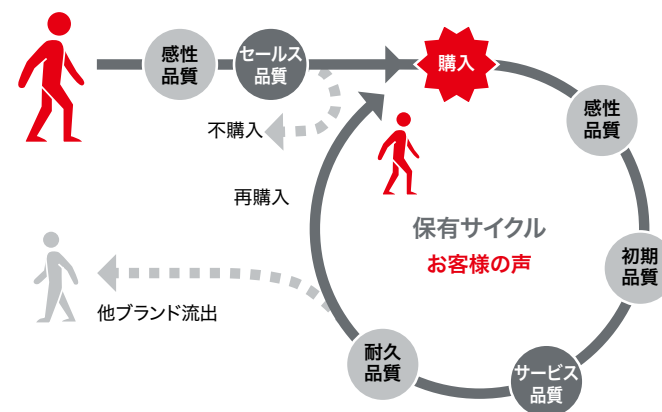 感性
品質
セールス
品質
購入
不購入
感性
品質
再購入
保有サイクル
お客様の声
初期
品質
他ブランド流出
耐久
品質
サービス
品質